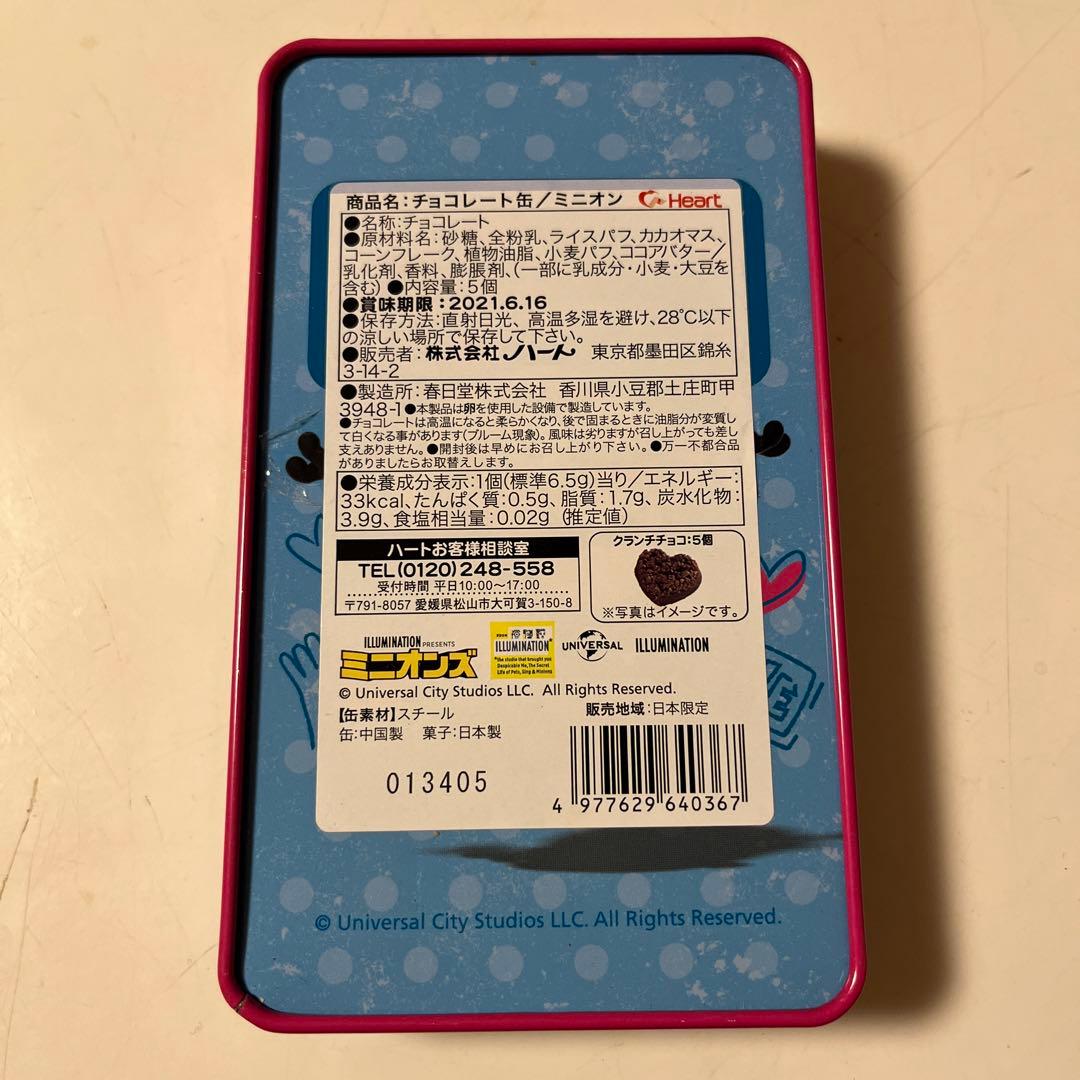 商品名：チョコレート缶／ミニオン Heart
●名称：チョコレート
●原材料名：砂糖、全粉乳、ライスパフ、カカオマス、
コーンフレーク、植物油脂、小麦パフ、ココアバター／
乳化剤、香料、膨脹剤、（一部に乳成分・小麦・大豆を
含む）●内容量：5個
●賞味期限：2021.6.16
●保存方法：直射日光、高温多湿を避け、28℃以下
の涼しい場所で保存して下さい。
●販売者：株式会社ハート 東京都墨田区錦糸
3-14-2
●製造所：春日堂株式会社 香川県小豆郡土庄町甲
3948-1 ●本製品は卵を使用した設備で製造しています。
●チョコレートは高温になると柔らかくなり、後で固まるときに油脂分が変質し
て白くなる事があります（ブルーム現象）。風味は劣りますが召し上がっても差し
支えありません。●開封後は早めにお召し上がり下さい。●万一不都合品
がありましたらお取替えします。
●栄養成分表示：1個（標準6.5g）当り／エネルギー：
33kcal、たんぱく質：0.5g、脂質：1.7g、炭水化物：
3.9g、食塩相当量：0.02g （推定値）
ハートお客様相談室
TEL（0120）248-558
受付時間 平日10:00〜17:00
〒791-8057 愛媛県松山市大可賀3-150-8
クランチチョコ：5個
※写真はイメージです。
ILLUMINATION PRESENTS
ミニオンズ
FROM ILLUMINATION
The studio that brought you
Despicable Me, The Secret
Life of Pets, Sing & Minions
UNIVERSAL
ILLUMINATION
© Universal City Studios LLC. All Rights Reserved.
【缶素材】スチール
販売地域：日本限定
缶：中国製 菓子：日本製
013405
4 977629 640367
© Universal City Studios LLC. All Rights Reserved.